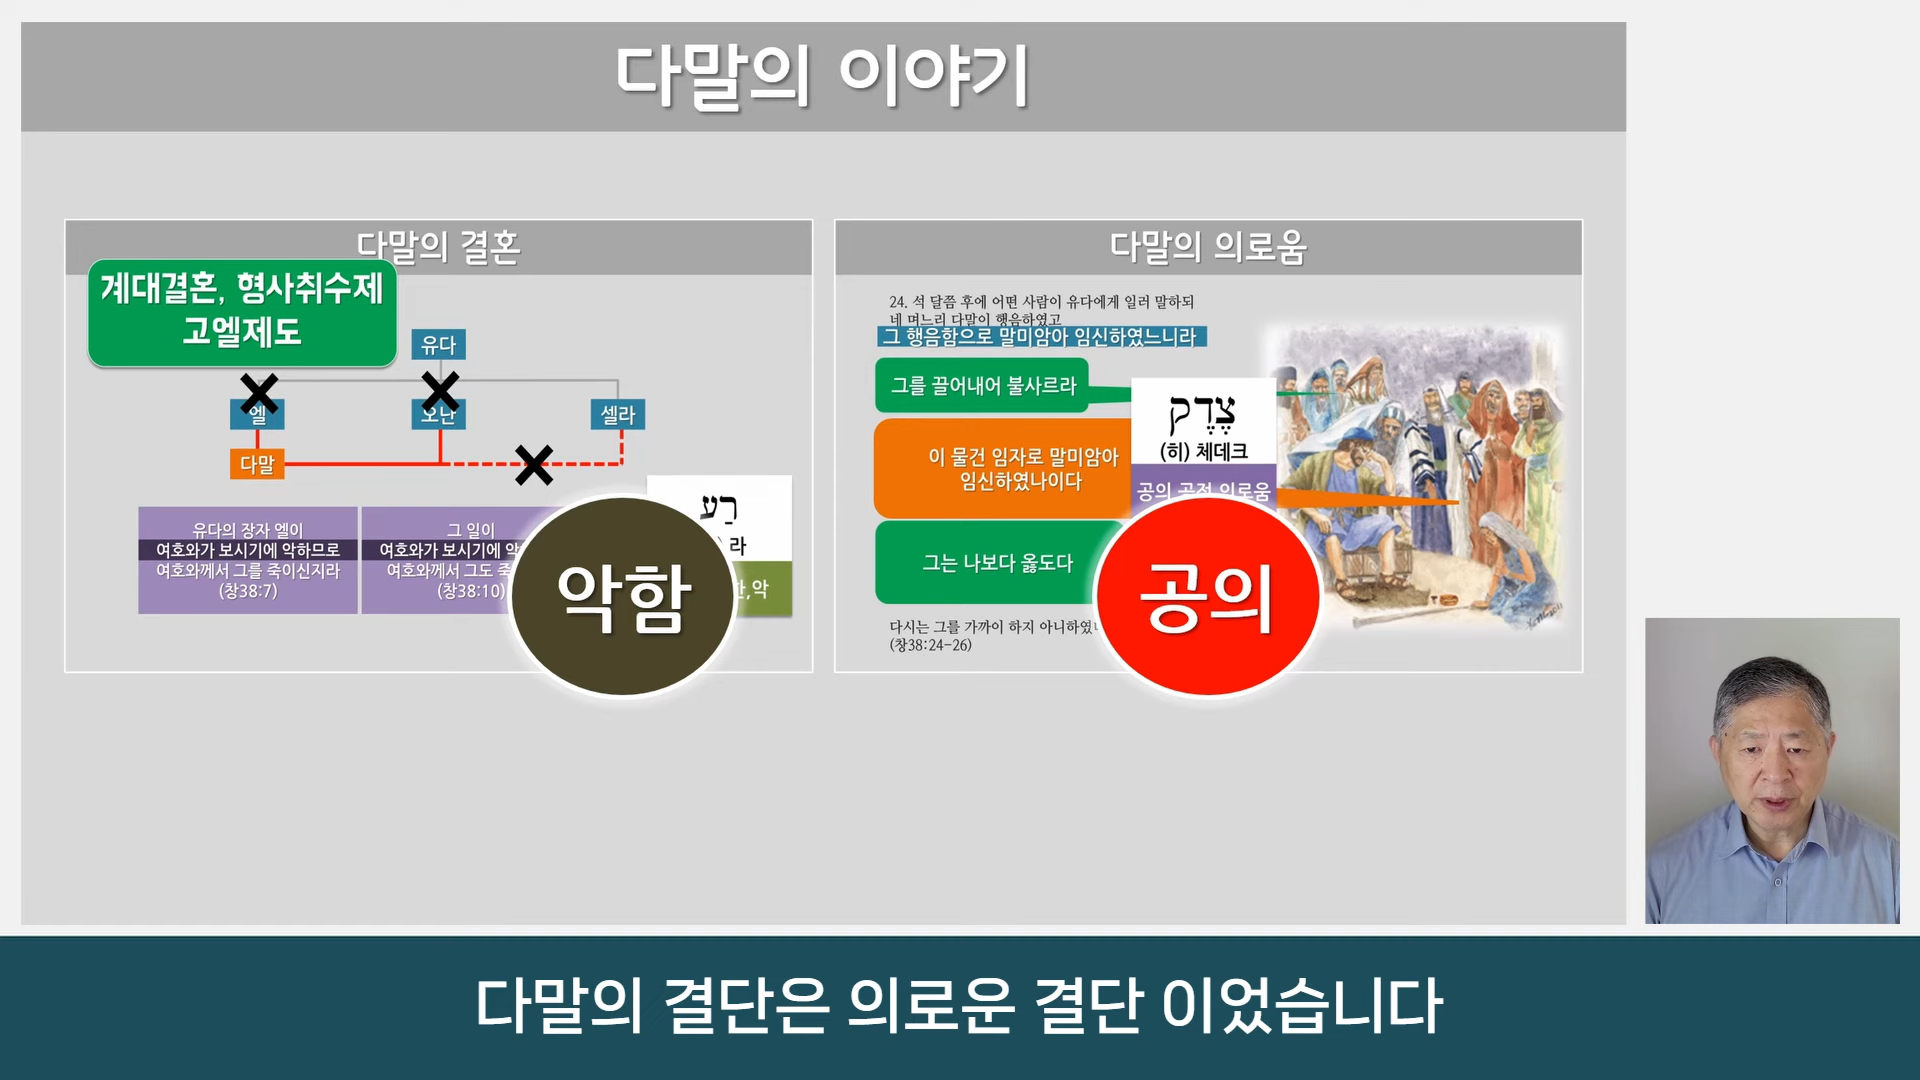 다말의 이야기
다말의 결혼
계대결혼, 형사취수제
고엘제도
유다
엘
오난
셀라
다말
유다의 장자 엘이
여호와가 보시기에 악하므로
여호와께서 그를 죽이신지라
(창38:7)
그 일이
여호와가 보시기에
여호와께서 그도
(창38:10)
רַע
라
악
악함
다말의 의로움
24. 석 달쯤 후에 어떤 사람이 유다에게 일러 말하되
네 며느리 다말이 행음하였고
그 행음함으로 말미암아 임신하였느니라
그를 끌어내어 불사르라
이 물건 임자로 말미암아
임신하였나이다
그는 나보다 옳도다
다시는 그를 가까이 하지 아니하였
(창38:24-26)
צֶדֶק
(히) 체데크
공의 공정 의로움
공의
다말의 결단은 의로운 결단 이었습니다